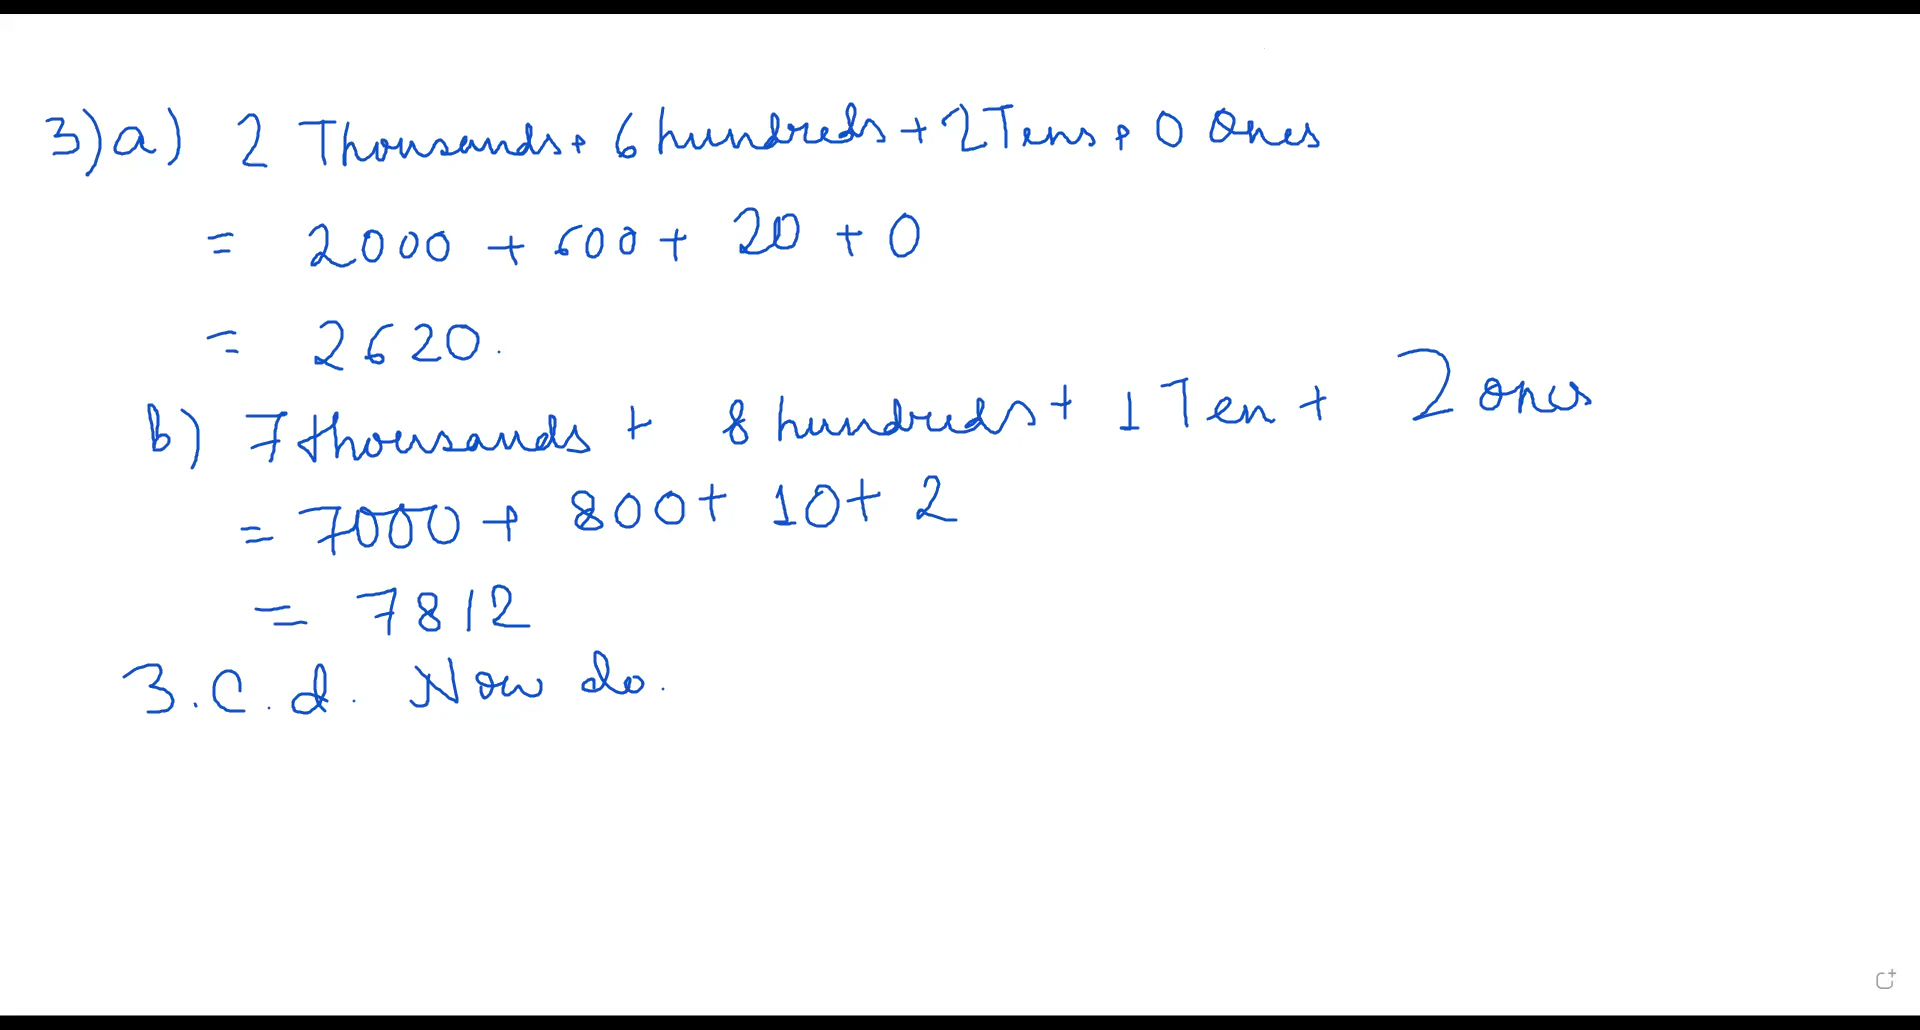 3)a) 2 Thousands + 6 hundreds + 2 Tens + 0 Ones
= 2000 + 600 + 20 + 0
= 2620.
b) 7 thousands + 8 hundreds + 1 Ten + 2 ones
= 7000 + 800 + 10 + 2
= 7812
3. C. d. Now do.